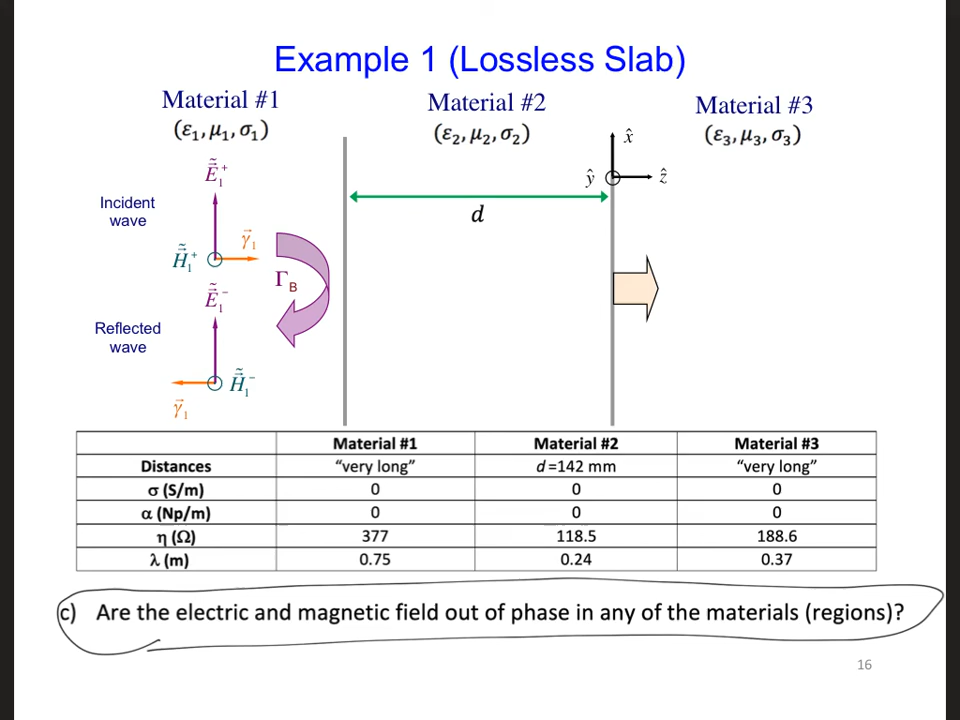 Example 1 (Lossless Slab)
Material #1
(ε₁, μ₁, σ₁)
Material #2
(ε₂, μ₂, σ₂)
Material #3
(ε₃, μ₃, σ₃)
Incident
wave
Ẽ₁⁺
H̃₁⁺
γ₁
Γ_B
Reflected
wave
Ẽ₁⁻
H̃₁⁻
γ₁
d
x̂
ŷ
ẑ
Material #1 Material #2 Material #3
Distances "very long" d=142 mm "very long"
σ (S/m) 0 0 0
α (Np/m) 0 0 0
η (Ω) 377 118.5 188.6
λ (m) 0.75 0.24 0.37
c) Are the electric and magnetic field out of phase in any of the materials (regions)?
16